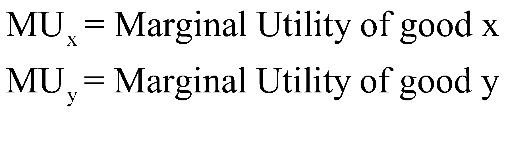 MUx = Marginal Utility of good x
MUy = Marginal Utility of good y